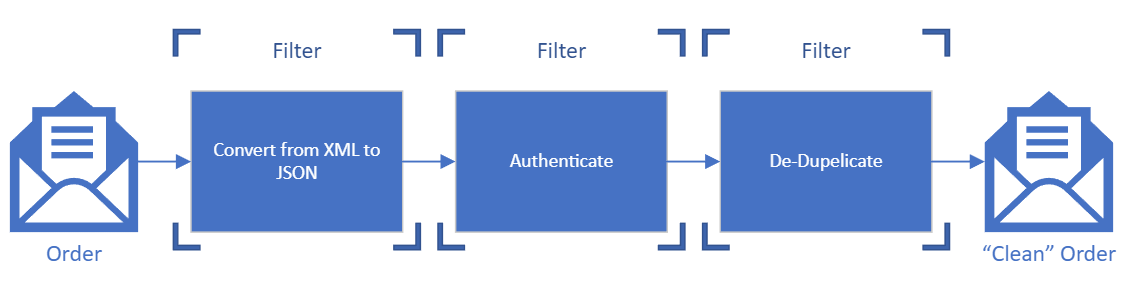 Filter
Filter
Filter
Convert from XML to
JSON
Authenticate
De-Dupelicate
Order
“Clean” Order